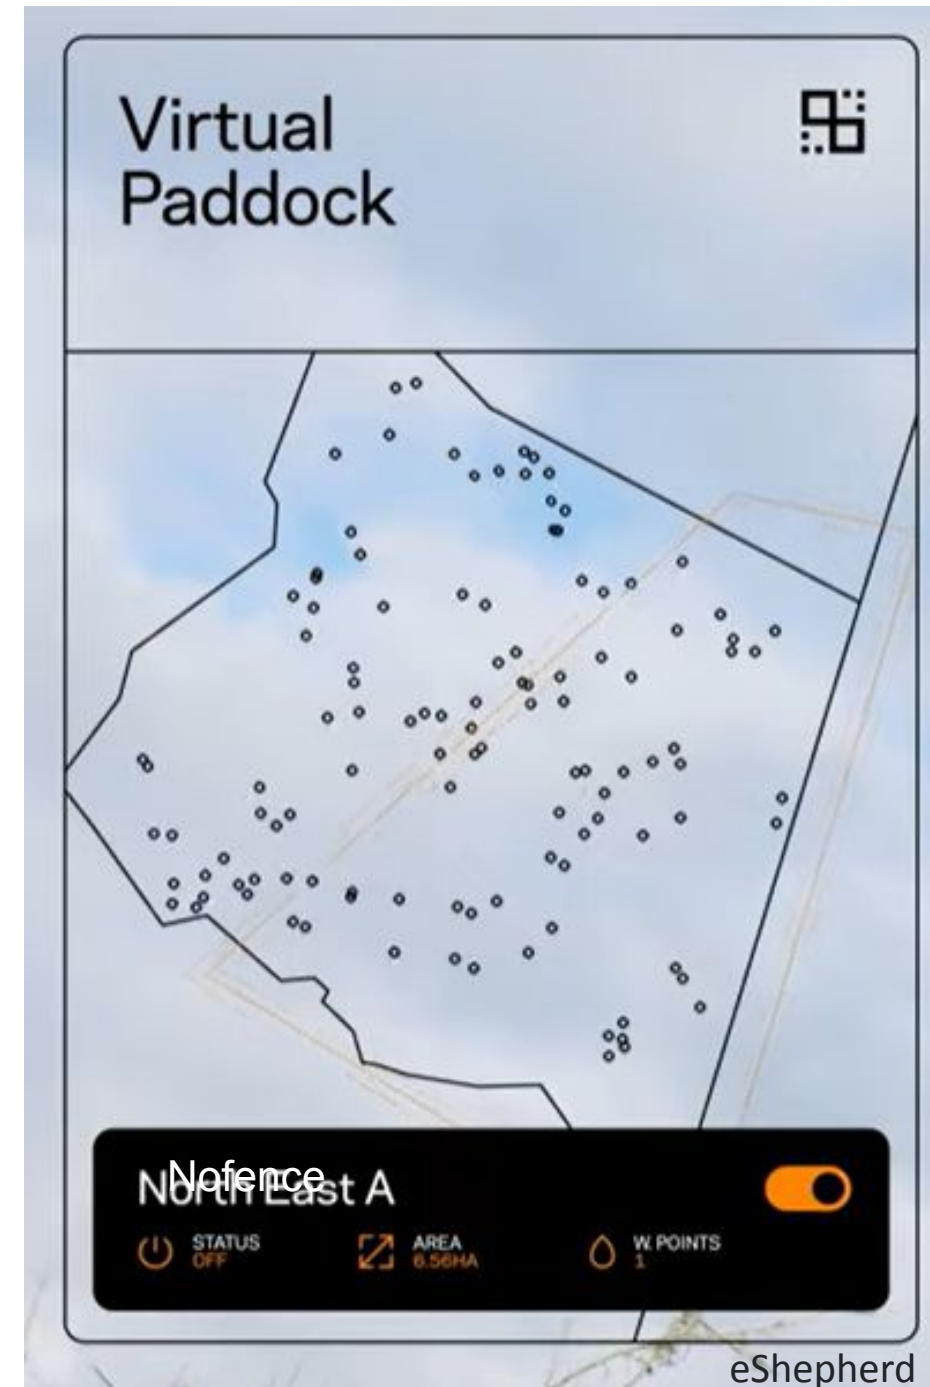 Virtual
Paddock
Nofence
North East A
STATUS
OFF
AREA
6.56HA
W. POINTS
1
eShepherd